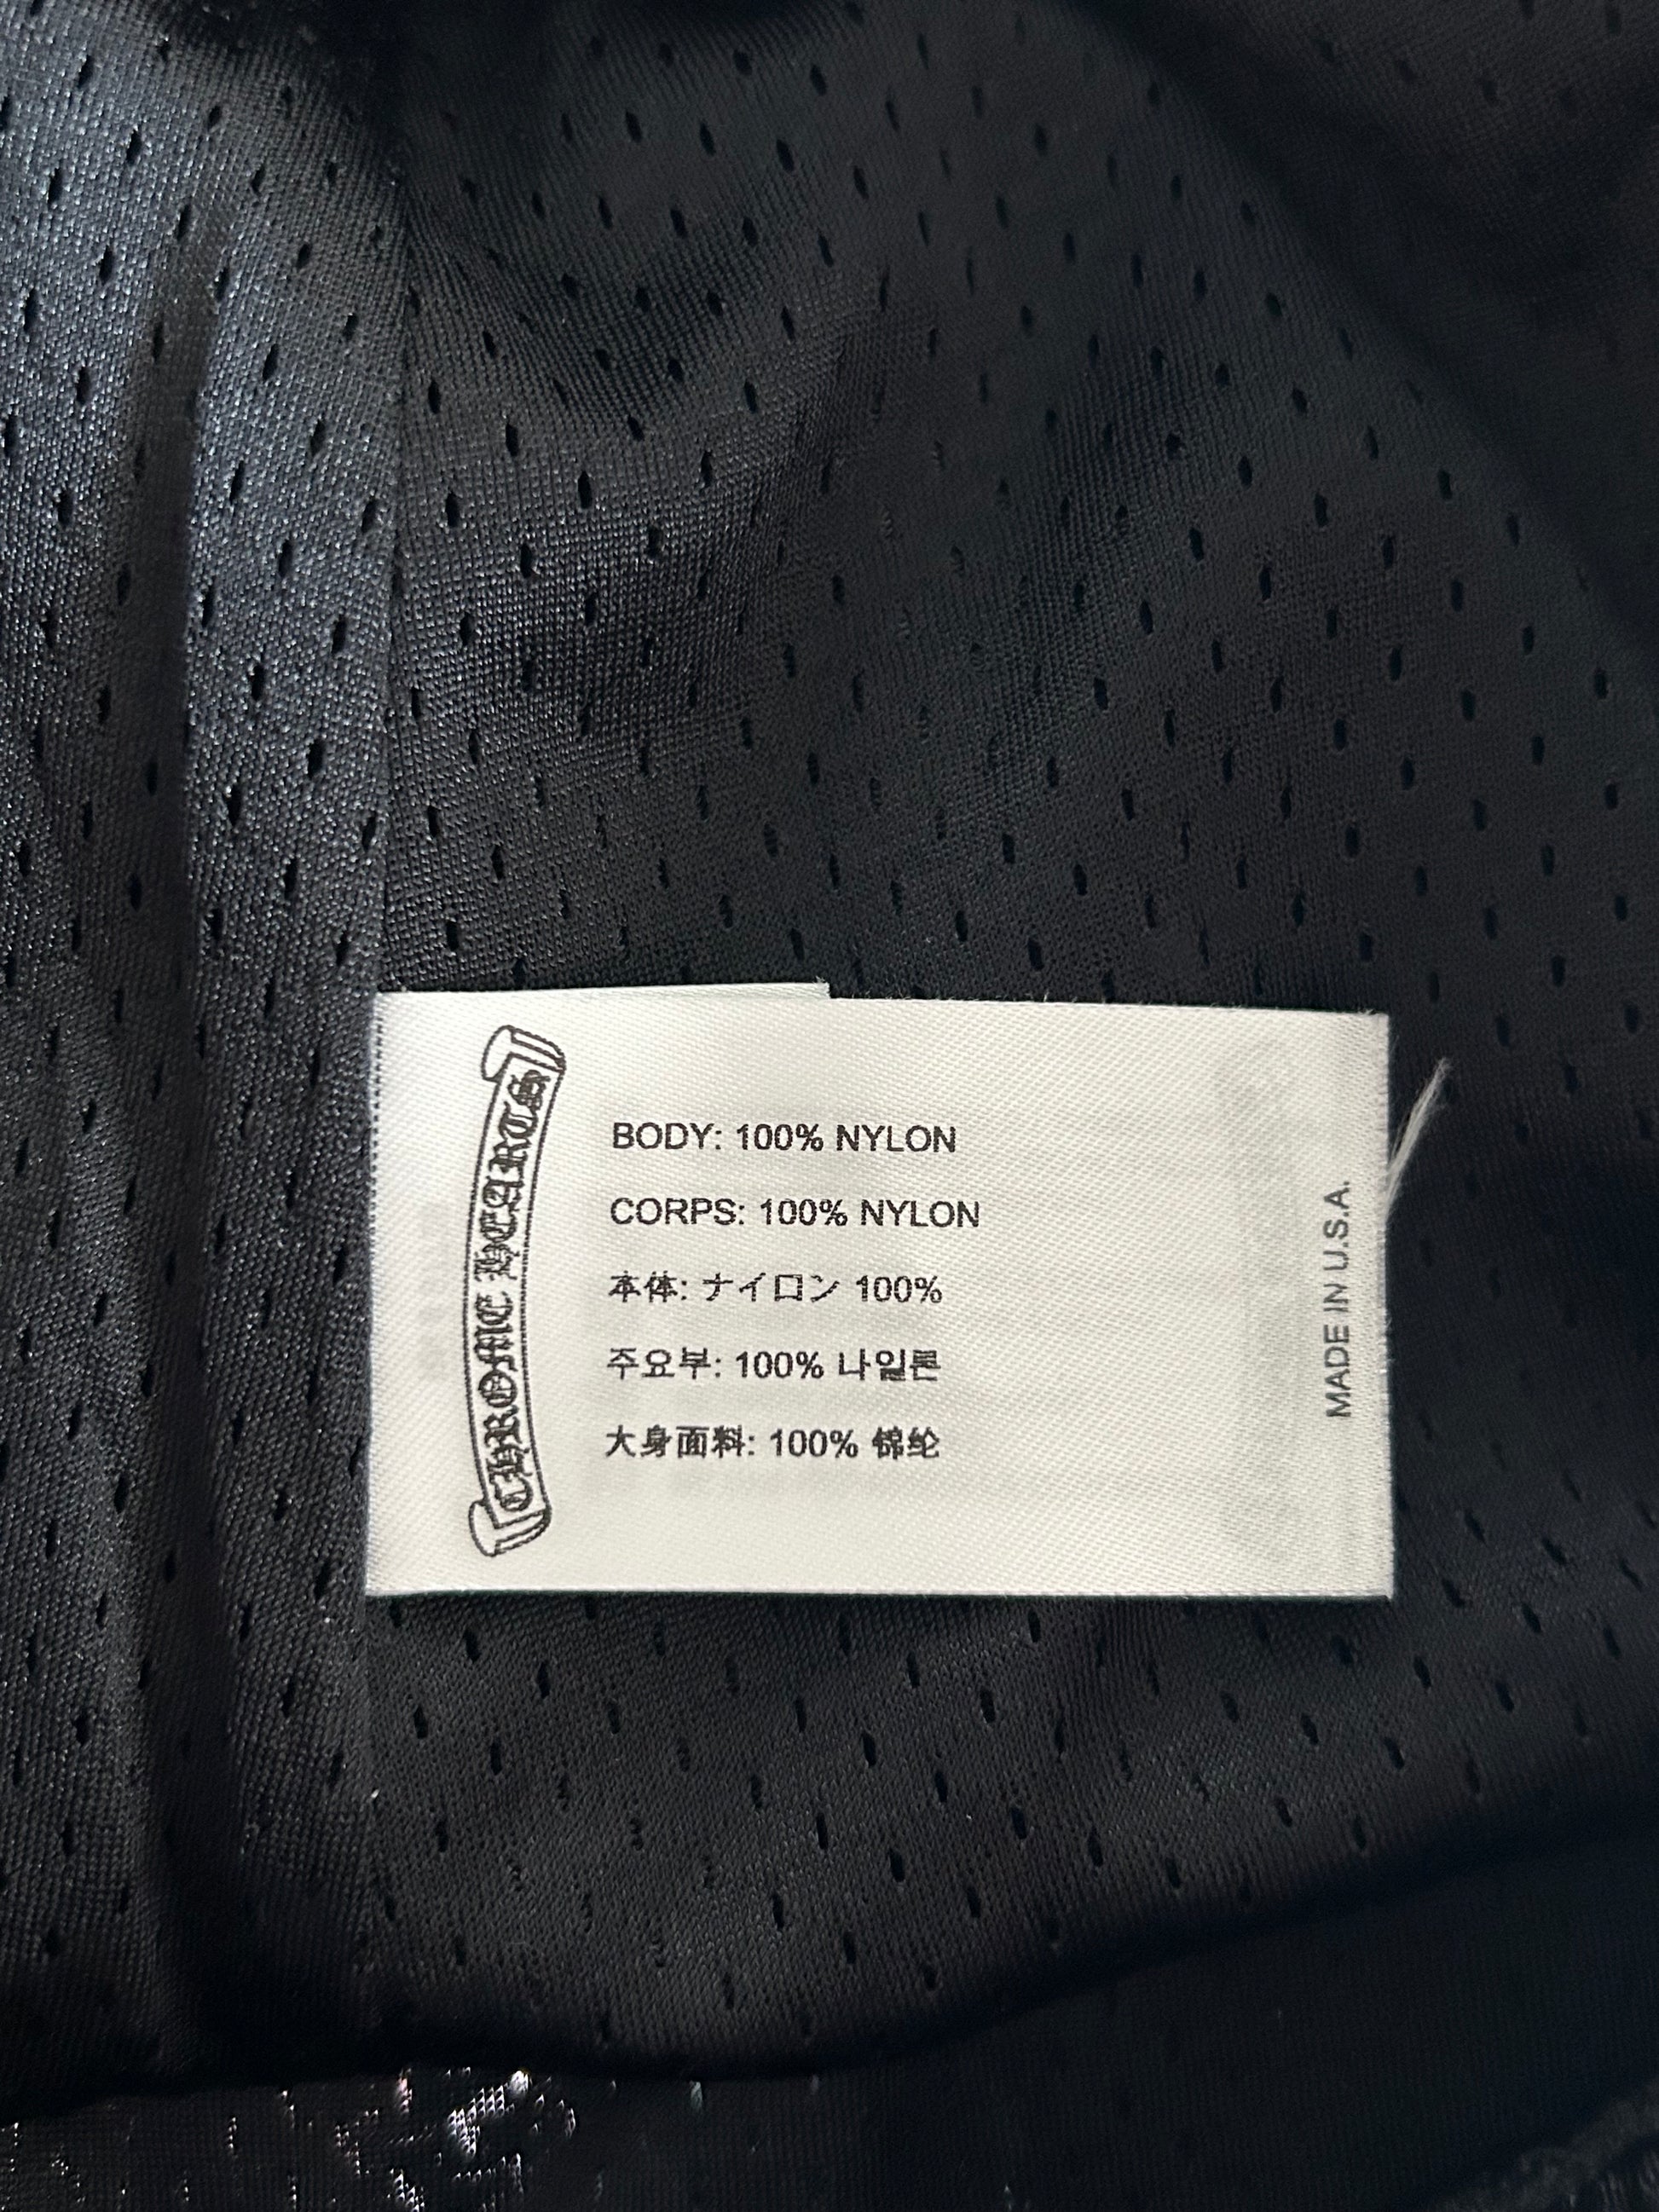 CHROME HEARTS
BODY: 100% NYLON
CORPS: 100% NYLON
本体: ナイロン 100%
주요부: 100% 나일론
大身面料: 100% 锦纶
MADE IN U.S.A.